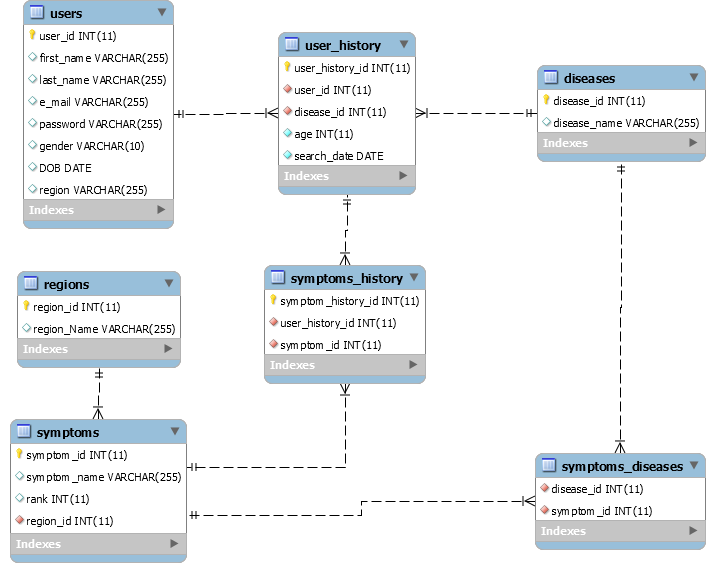 users
user_id INT(11)
first_name VARCHAR(255)
last_name VARCHAR(255)
e_mail VARCHAR(255)
password VARCHAR(255)
gender VARCHAR(10)
DOB DATE
region VARCHAR(255)
Indexes
user_history
user_history_id INT(11)
user_id INT(11)
disease_id INT(11)
age INT(11)
search_date DATE
Indexes
diseases
disease_id INT(11)
disease_name VARCHAR(255)
Indexes
regions
region_id INT(11)
region_Name VARCHAR(255)
Indexes
symptoms_history
symptom_history_id INT(11)
user_history_id INT(11)
symptom_id INT(11)
Indexes
symptoms
symptom_id INT(11)
symptom_name VARCHAR(255)
rank INT(11)
region_id INT(11)
Indexes
symptoms_diseases
disease_id INT(11)
symptom_id INT(11)
Indexes